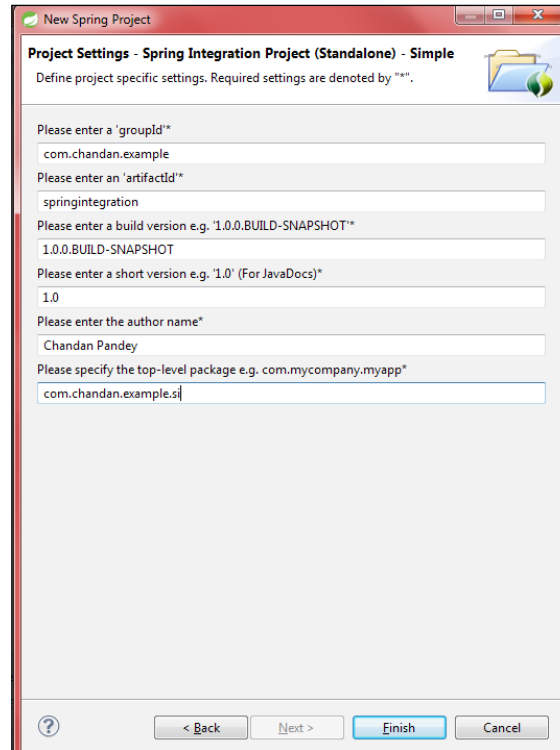 New Spring Project
Project Settings - Spring Integration Project (Standalone) - Simple
Define project specific settings. Required settings are denoted by "*".
Please enter a 'groupId'*
com.chandan.example
Please enter an 'artifactId'*
springintegration
Please enter a build version e.g. '1.0.0.BUILD-SNAPSHOT'*
1.0.0.BUILD-SNAPSHOT
Please enter a short version e.g. '1.0' (For JavaDocs)*
1.0
Please enter the author name*
Chandan Pandey
Please specify the top-level package e.g. com.mycompany.myapp*
com.chandan.example.si
? < Back Next > Finish Cancel